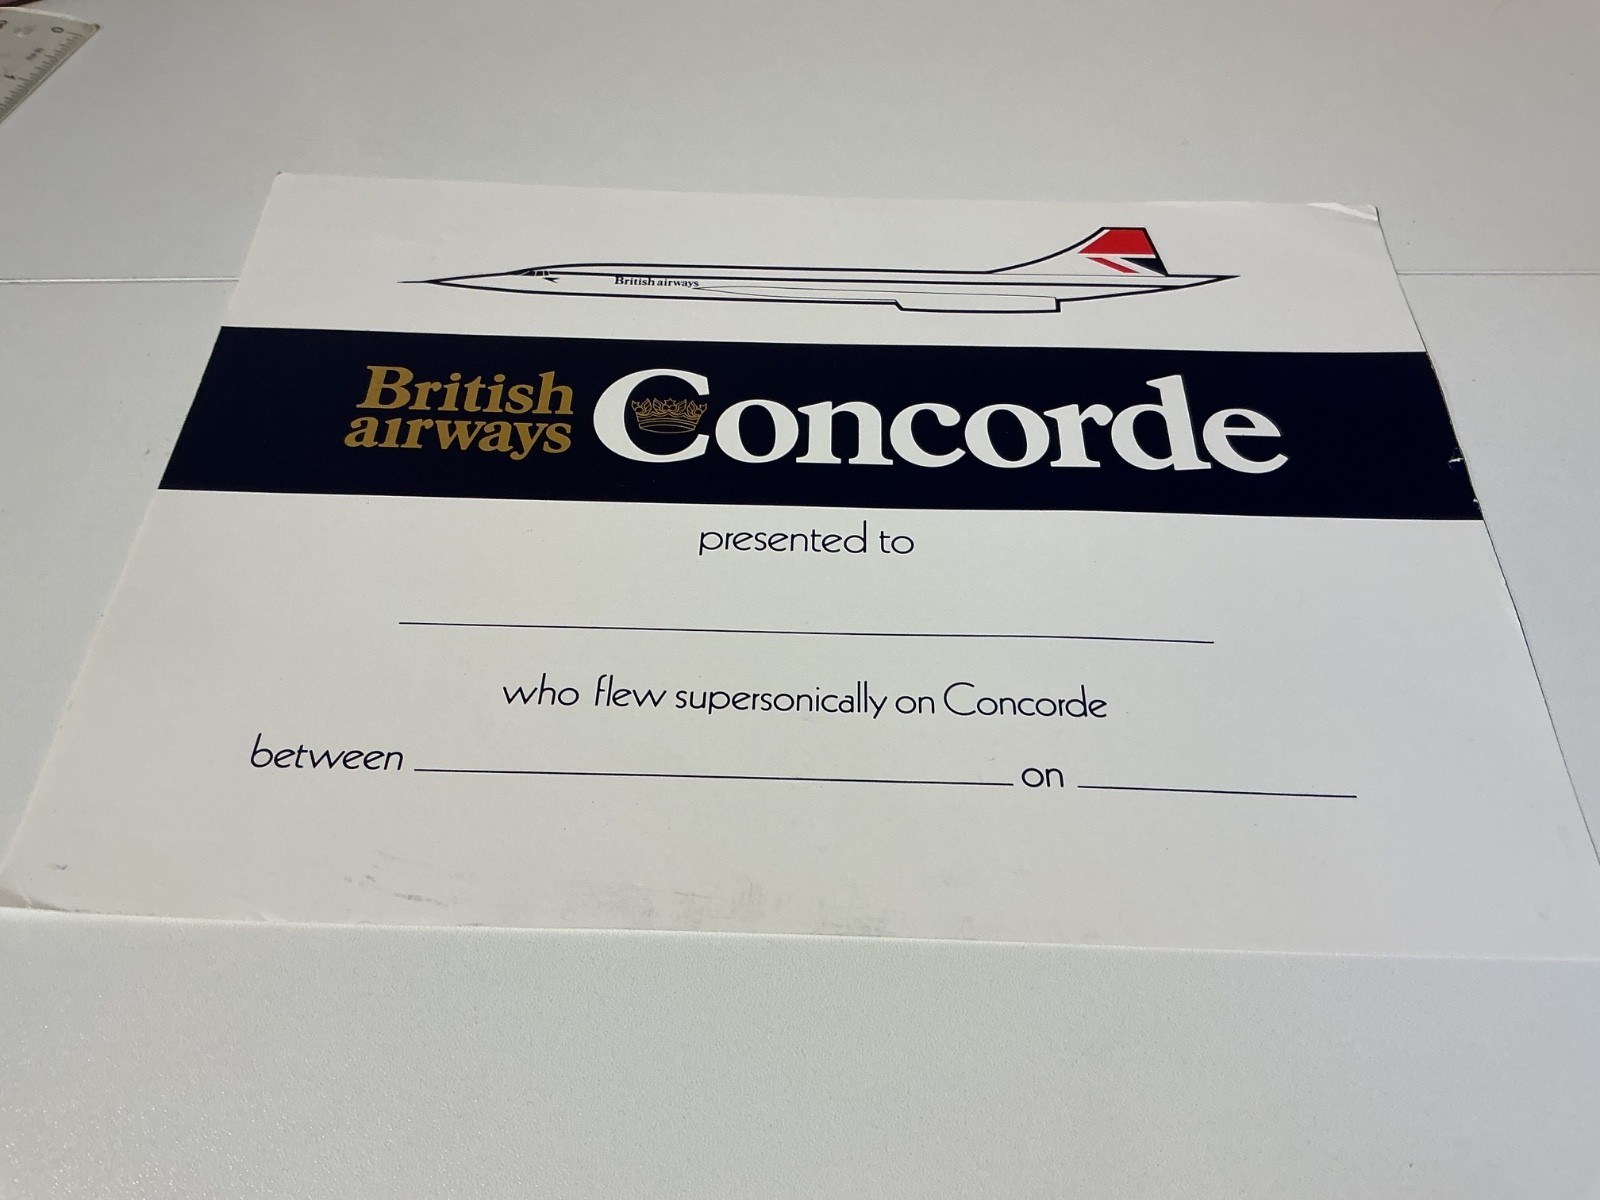 British airways
British
airways
Concorde
presented to
who flew supersonically on Concorde
between on